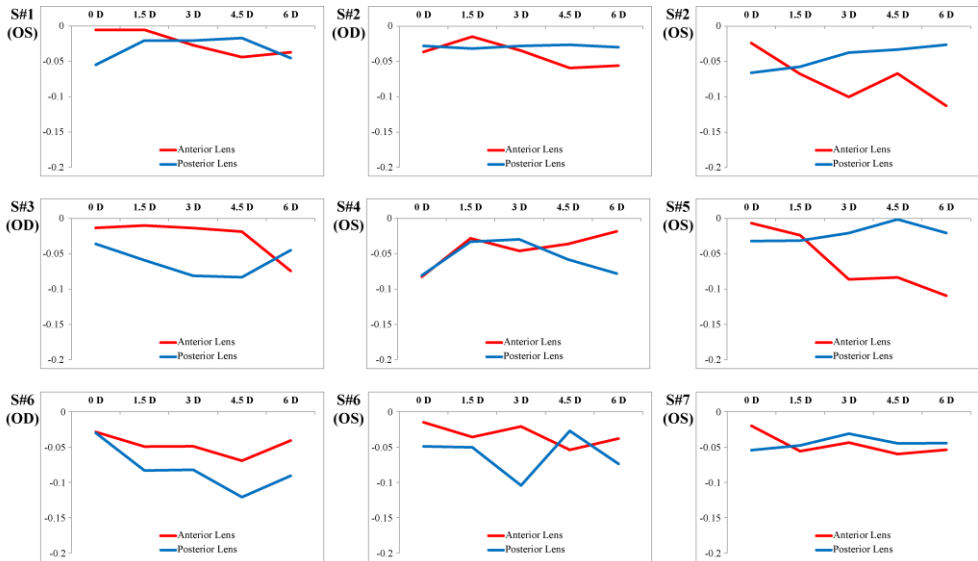 S#1
(OS)
0 D 1.5 D 3 D 4.5 D 6 D
0
-0.05
-0.1
-0.15
-0.2
Anterior Lens
Posterior Lens
S#2
(OD)
0 D 1.5 D 3 D 4.5 D 6 D
0
-0.05
-0.1
-0.15
-0.2
Anterior Lens
Posterior Lens
S#2
(OS)
0 D 1.5 D 3 D 4.5 D 6 D
0
-0.05
-0.1
-0.15
-0.2
Anterior Lens
Posterior Lens
S#3
(OD)
0 D 1.5 D 3 D 4.5 D 6 D
0
-0.05
-0.1
-0.15
-0.2
Anterior Lens
Posterior Lens
S#4
(OS)
0 D 1.5 D 3 D 4.5 D 6 D
0
-0.05
-0.1
-0.15
-0.2
Anterior Lens
Posterior Lens
S#5
(OS)
0 D 1.5 D 3 D 4.5 D 6 D
0
-0.05
-0.1
-0.15
-0.2
Anterior Lens
Posterior Lens
S#6
(OD)
0 D 1.5 D 3 D 4.5 D 6 D
0
-0.05
-0.1
-0.15
-0.2
Anterior Lens
Posterior Lens
S#6
(OS)
0 D 1.5 D 3 D 4.5 D 6 D
0
-0.05
-0.1
-0.15
-0.2
Anterior Lens
Posterior Lens
S#7
(OS)
0 D 1.5 D 3 D 4.5 D 6 D
0
-0.05
-0.1
-0.15
-0.2
Anterior Lens
Posterior Lens